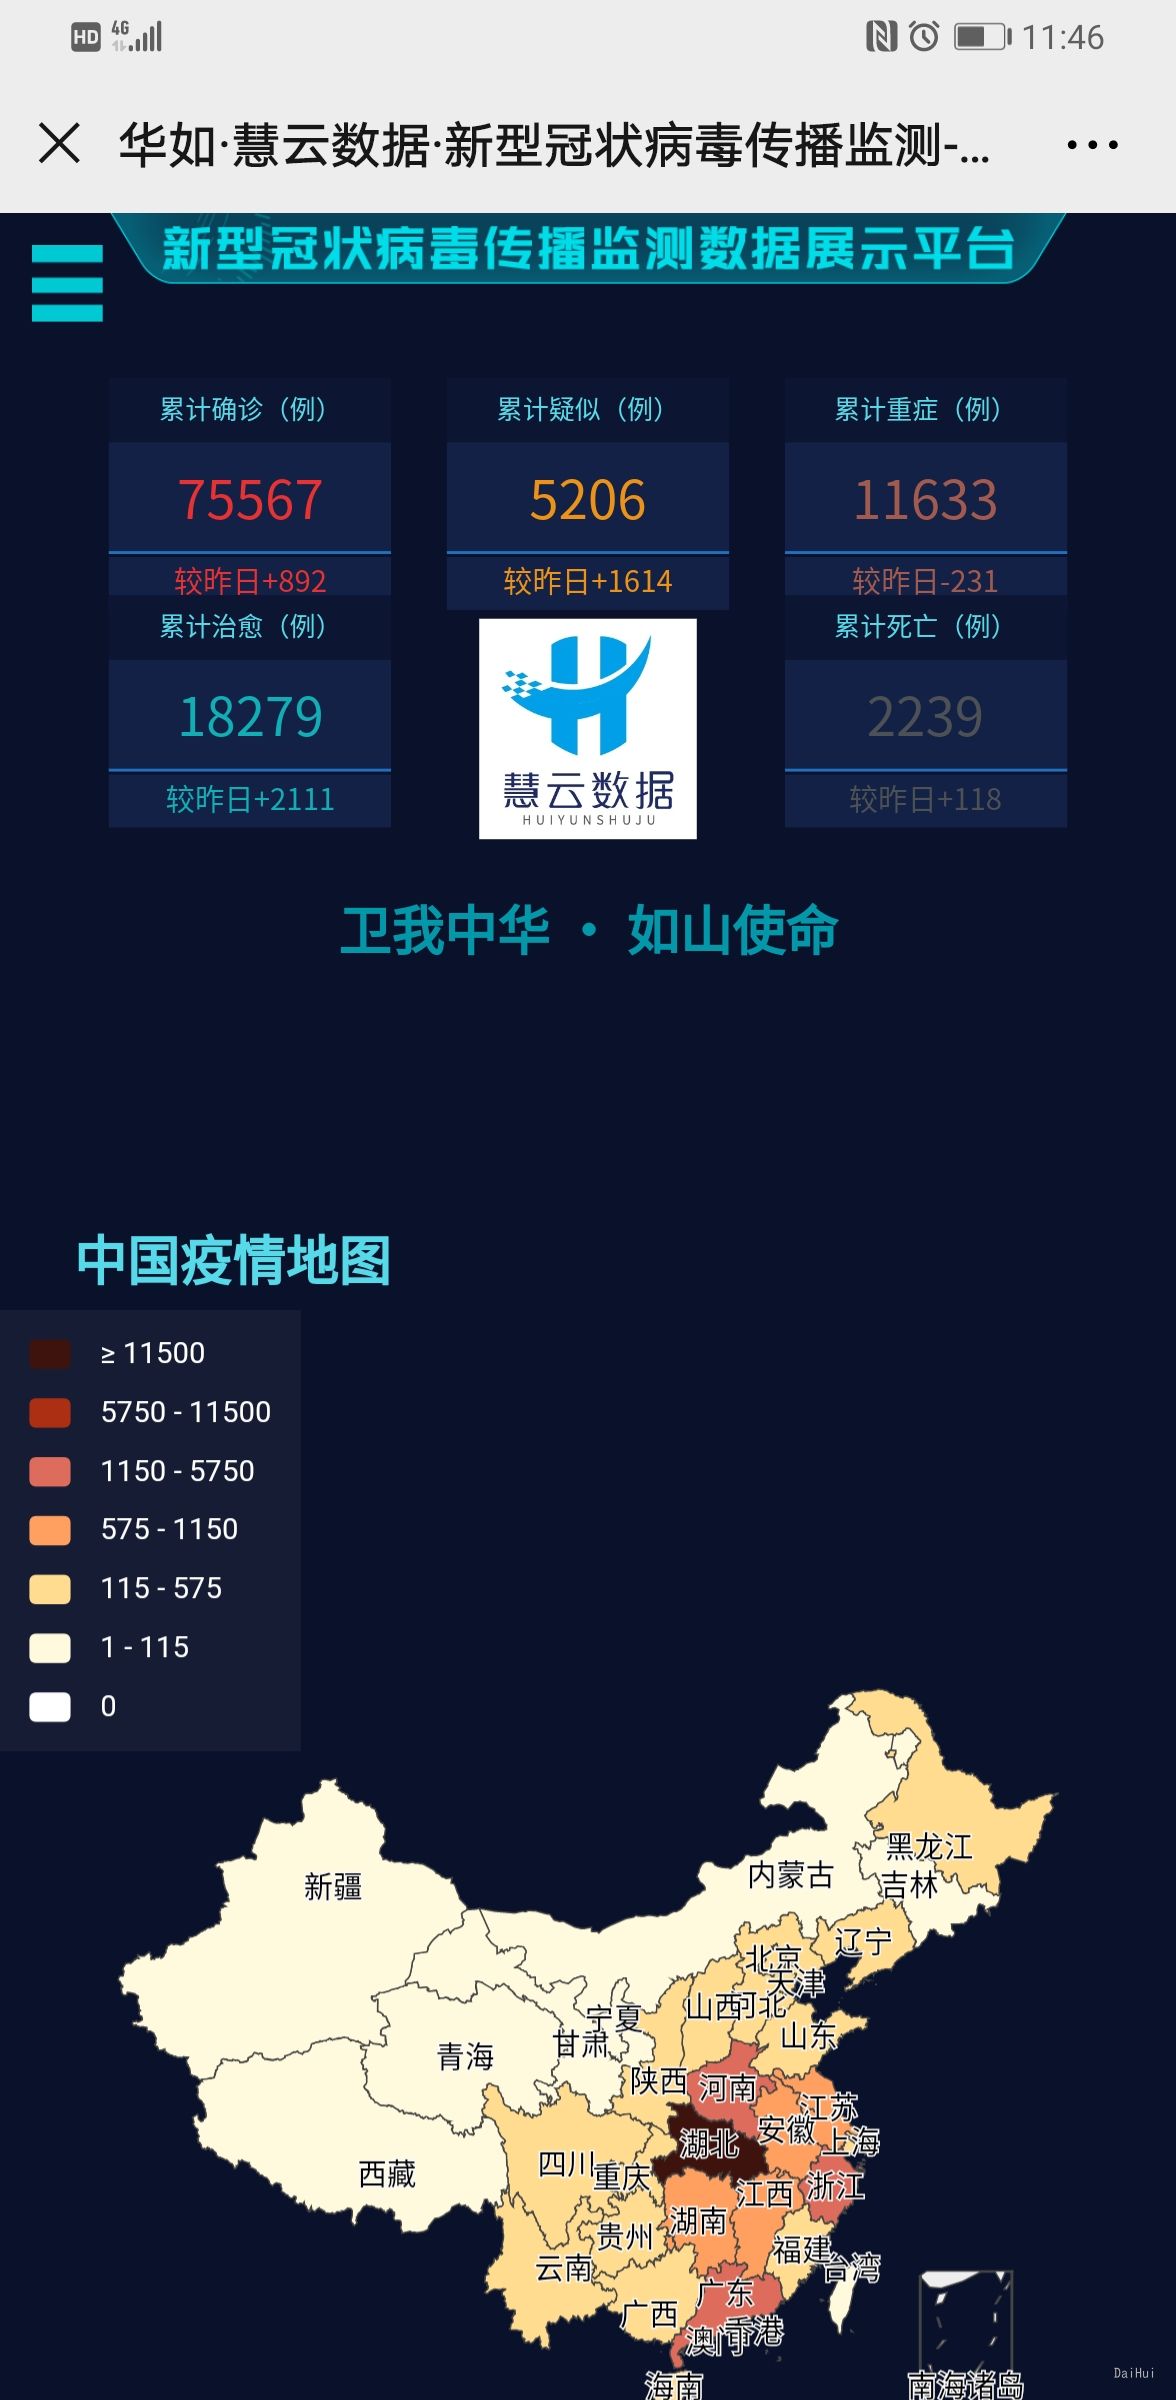 HD 4G 11:46
华如·慧云数据·新型冠状病毒传播监测-...
新型冠状病毒传播监测数据展示平台
累计确诊（例） 累计疑似（例） 累计重症（例）
75567 5206 11633
较昨日+892 较昨日+1614 较昨日-231
累计治愈（例） 累计死亡（例）
18279 2239
较昨日+2111 较昨日+118
慧云数据
HUIYUNSHUJU
卫我中华 · 如山使命
中国疫情地图
≥ 11500
5750 - 11500
1150 - 5750
575 - 1150
115 - 575
1 - 115
0
黑龙江
内蒙古
吉林
新疆
辽宁
北京
天津
山西
河北
宁夏
山东
甘肃
青海
陕西
河南
江苏
安徽
上海
湖北
四川
重庆
西藏
浙江
江西
湖南
贵州
福建
云南
台湾
广东
广西
香港
澳门
海南
南海诸岛
DaiHui